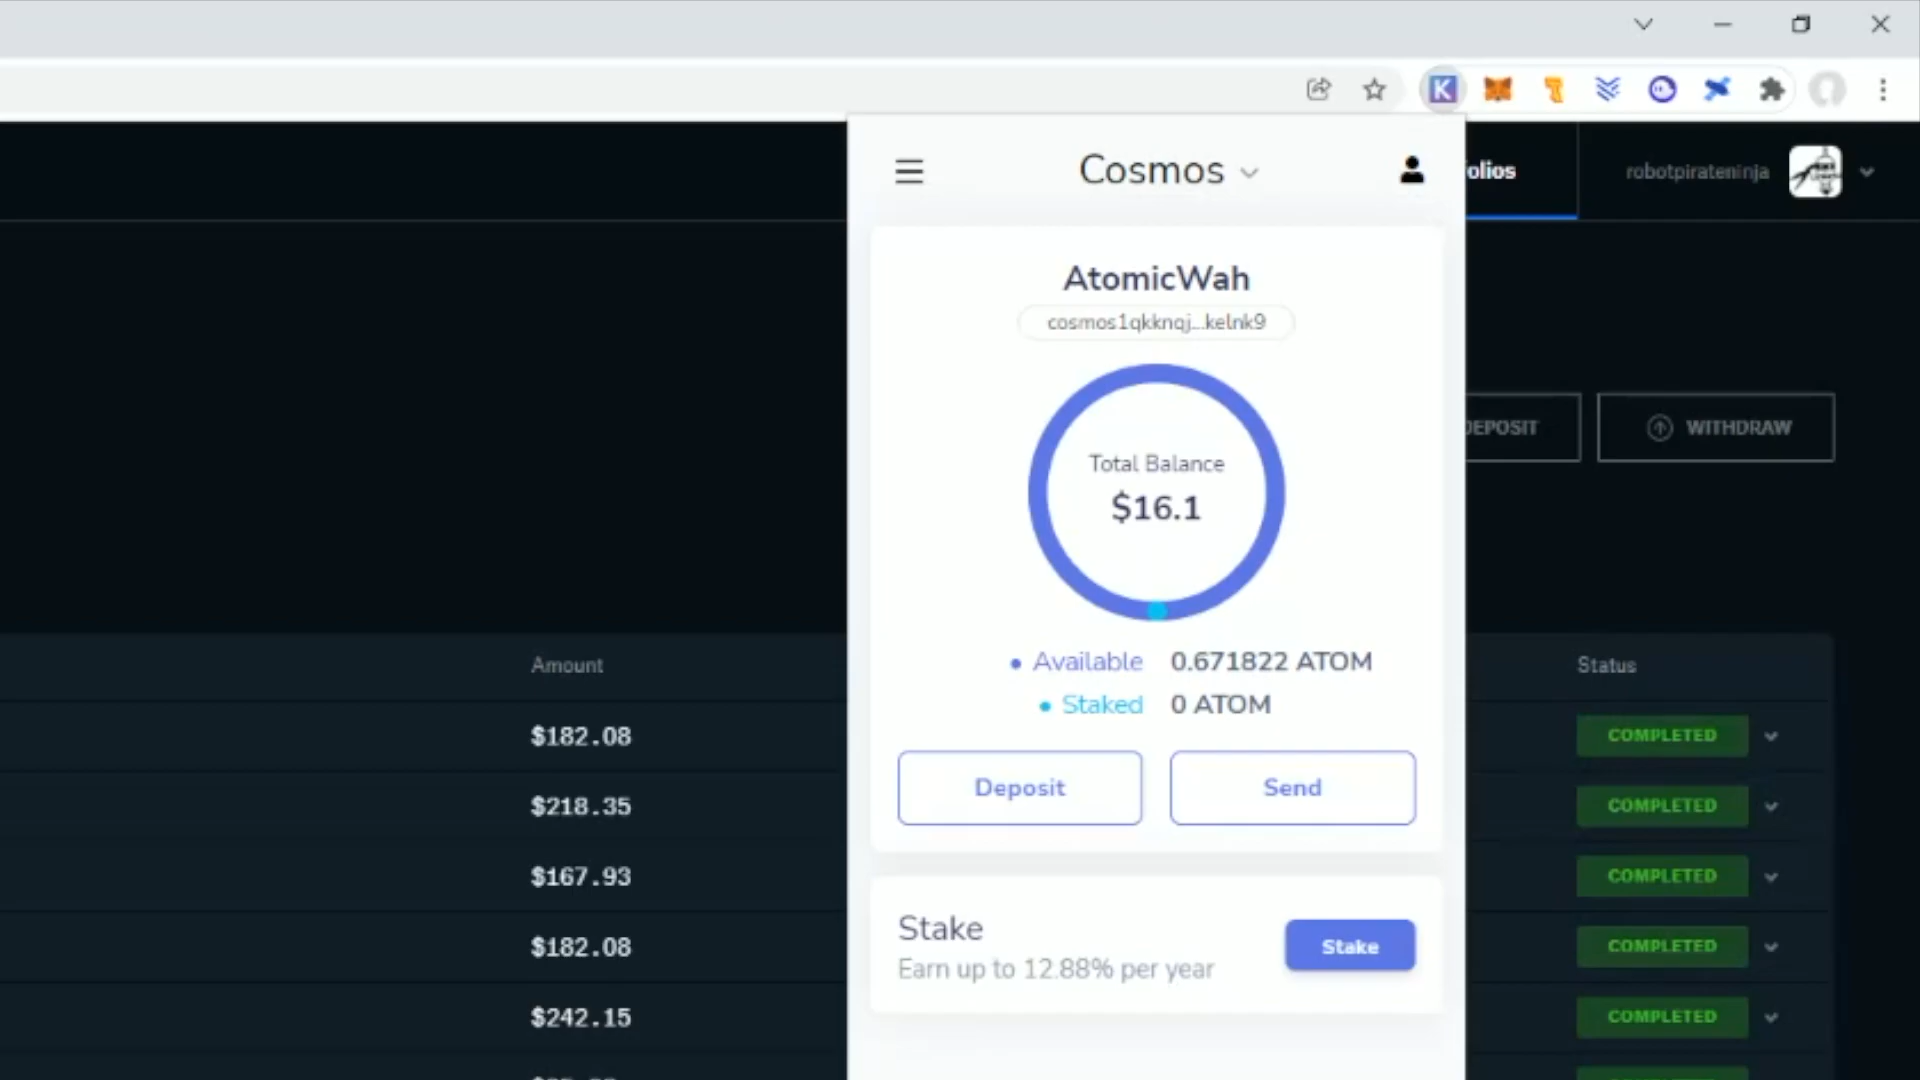 K
Cosmos
olios
robotpirateninja
AtomicWah
cosmos1qkknqj...kelnk9
Total Balance
$16.1
DEPOSIT
WITHDRAW
Available 0.671822 ATOM
Staked 0 ATOM
Deposit Send
Stake
Earn up to 12.88% per year
Stake
Amount Status
$182.08 COMPLETED
$218.35 COMPLETED
$167.93 COMPLETED
$182.08 COMPLETED
$242.15 COMPLETED